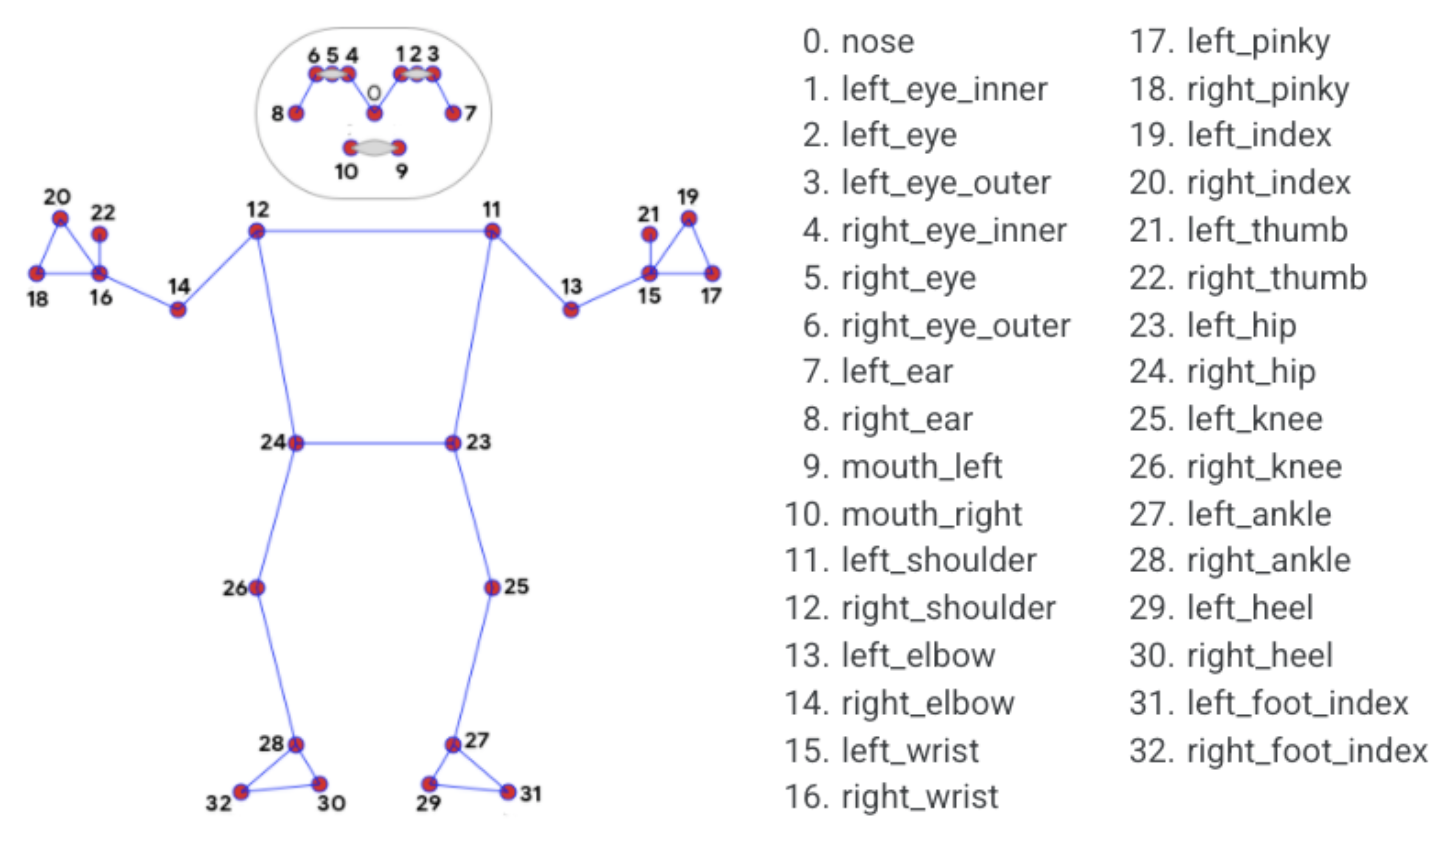 6 5 4 1 2 3
0
8 7
10 9
20 19
22 12 11 21
14 13
18 16 15 17
24 23
26 25
28 27
32 30 29 31
0. nose
1. left_eye_inner
2. left_eye
3. left_eye_outer
4. right_eye_inner
5. right_eye
6. right_eye_outer
7. left_ear
8. right_ear
9. mouth_left
10. mouth_right
11. left_shoulder
12. right_shoulder
13. left_elbow
14. right_elbow
15. left_wrist
16. right_wrist
17. left_pinky
18. right_pinky
19. left_index
20. right_index
21. left_thumb
22. right_thumb
23. left_hip
24. right_hip
25. left_knee
26. right_knee
27. left_ankle
28. right_ankle
29. left_heel
30. right_heel
31. left_foot_index
32. right_foot_index